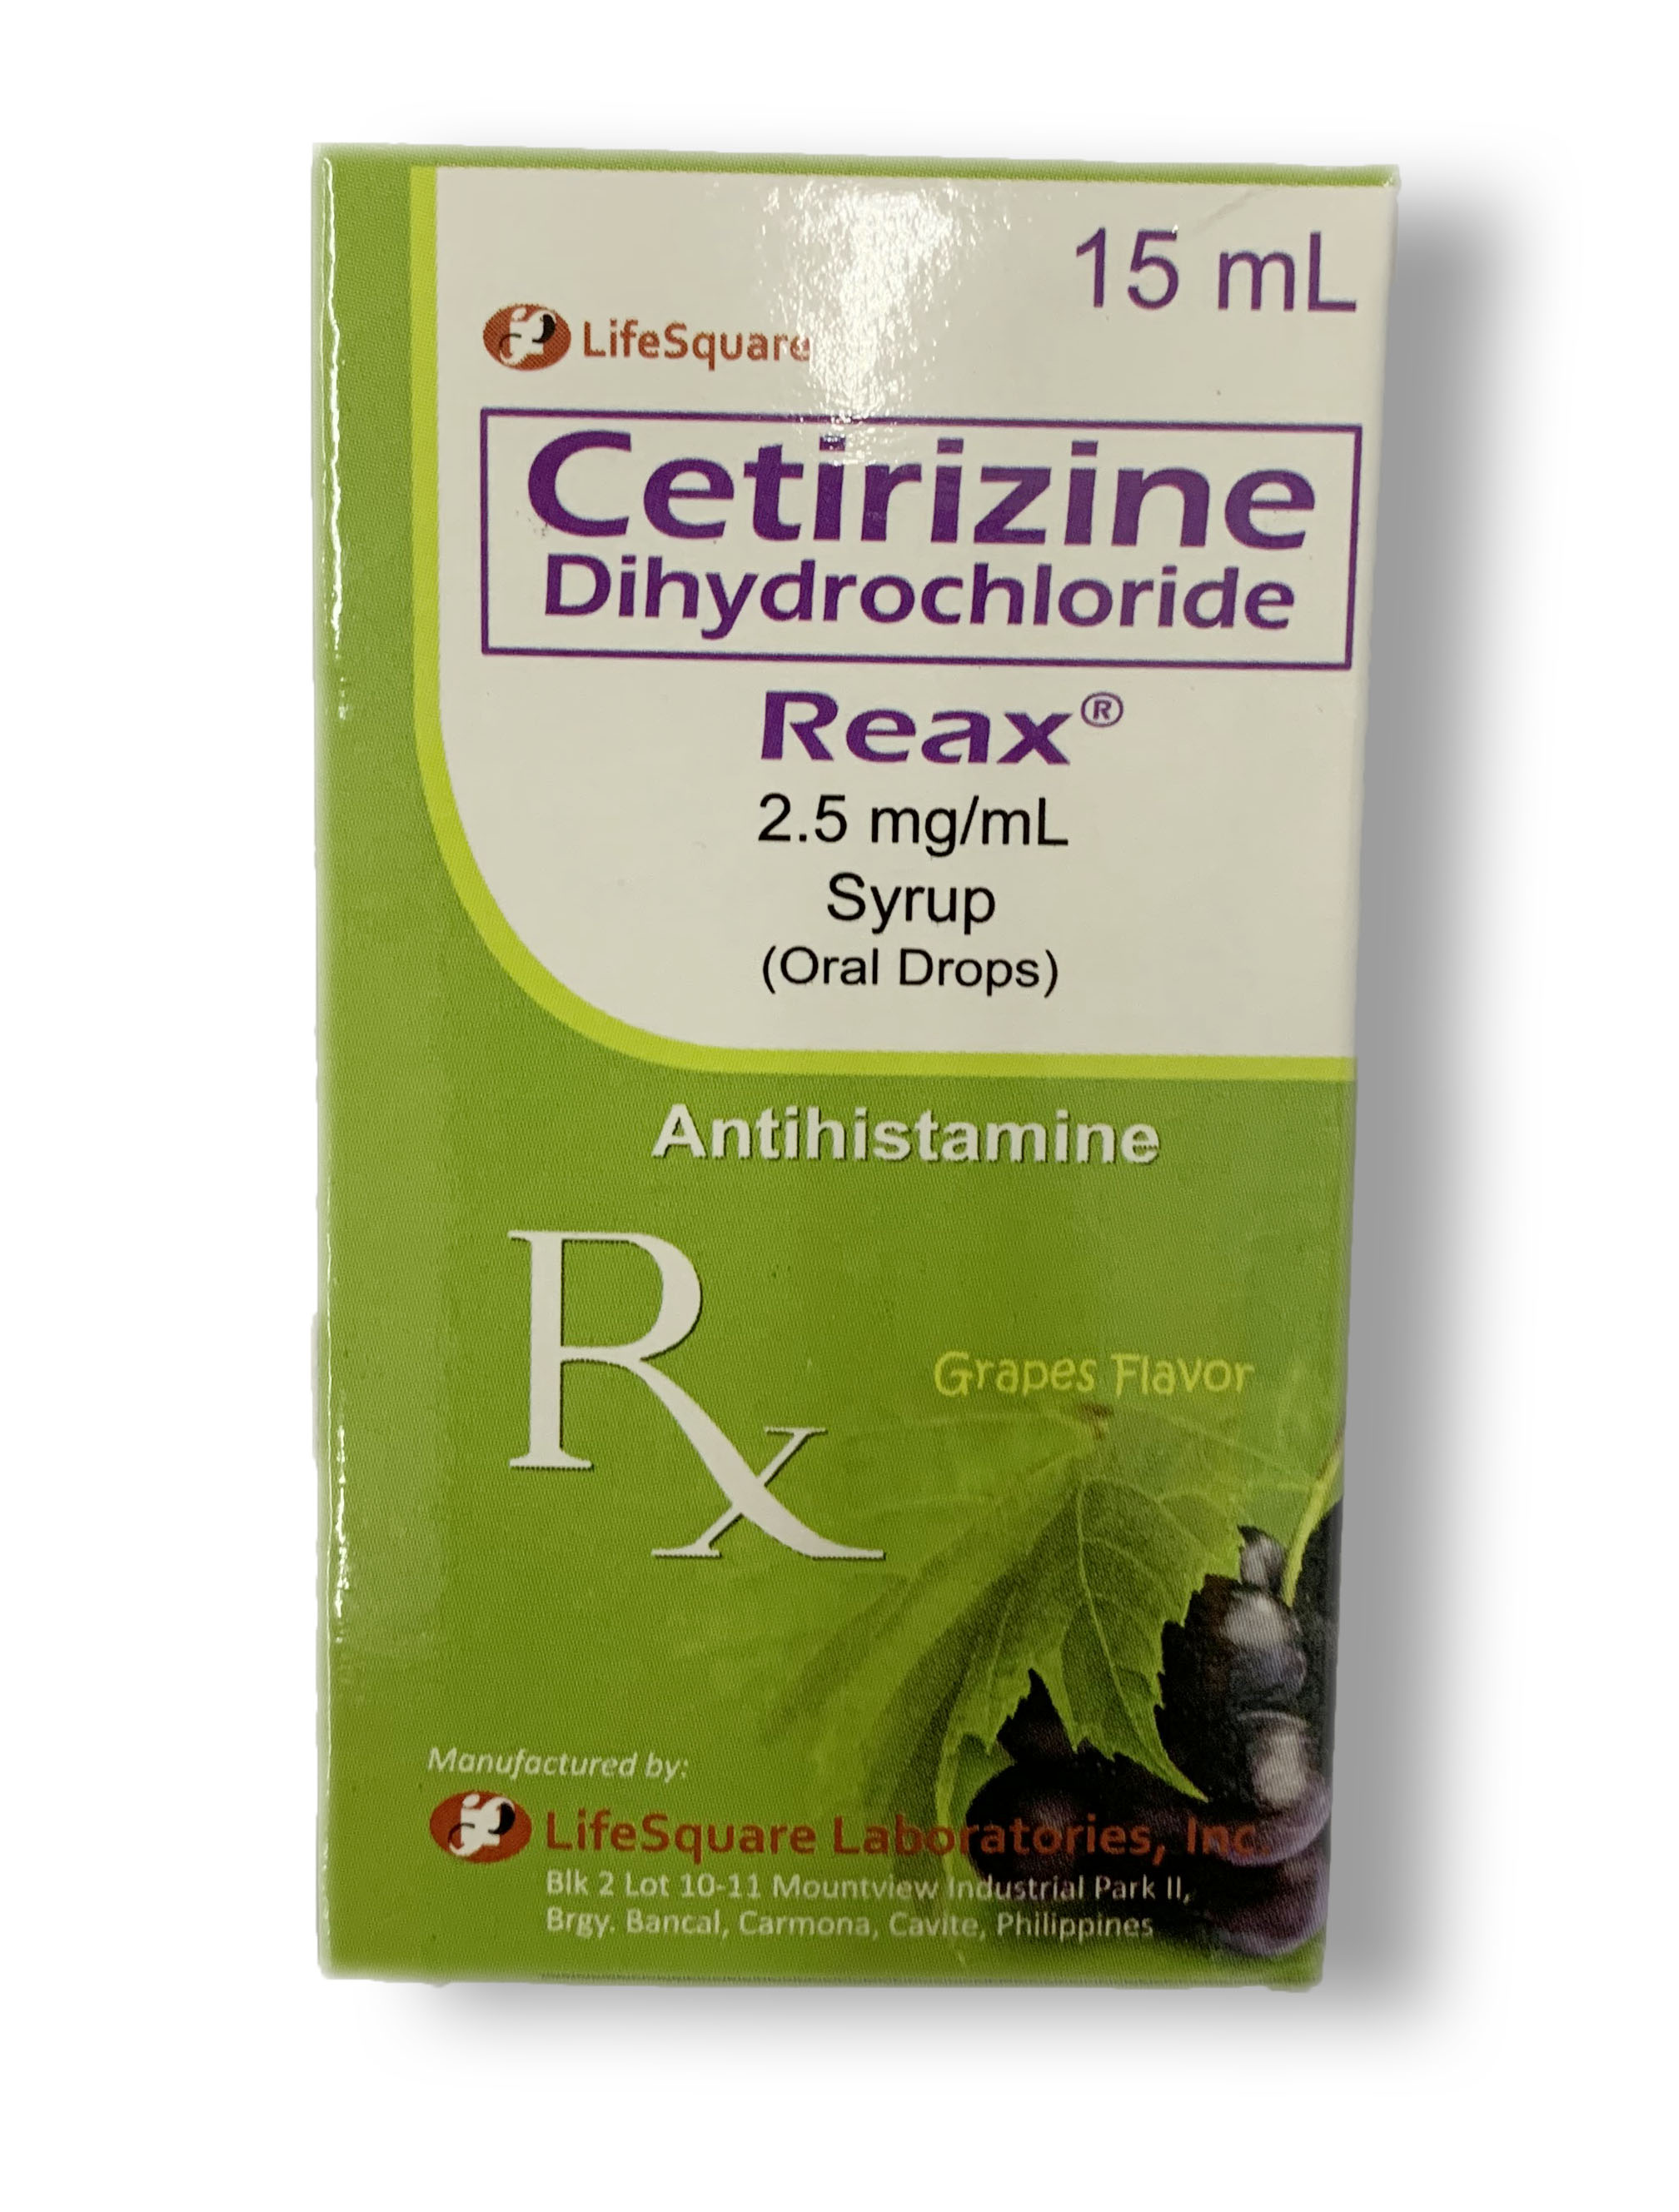 15 mL
LifeSquare
Cetirizine
Dihydrochloride
Reax®
2.5 mg/mL
Syrup
(Oral Drops)
Antihistamine
Rx
Grapes Flavor
Manufactured by:
LifeSquare Laboratories, Inc.
Blk 2 Lot 10-11 Mountview Industrial Park II,
Brgy. Bancal, Carmona, Cavite, Philippines